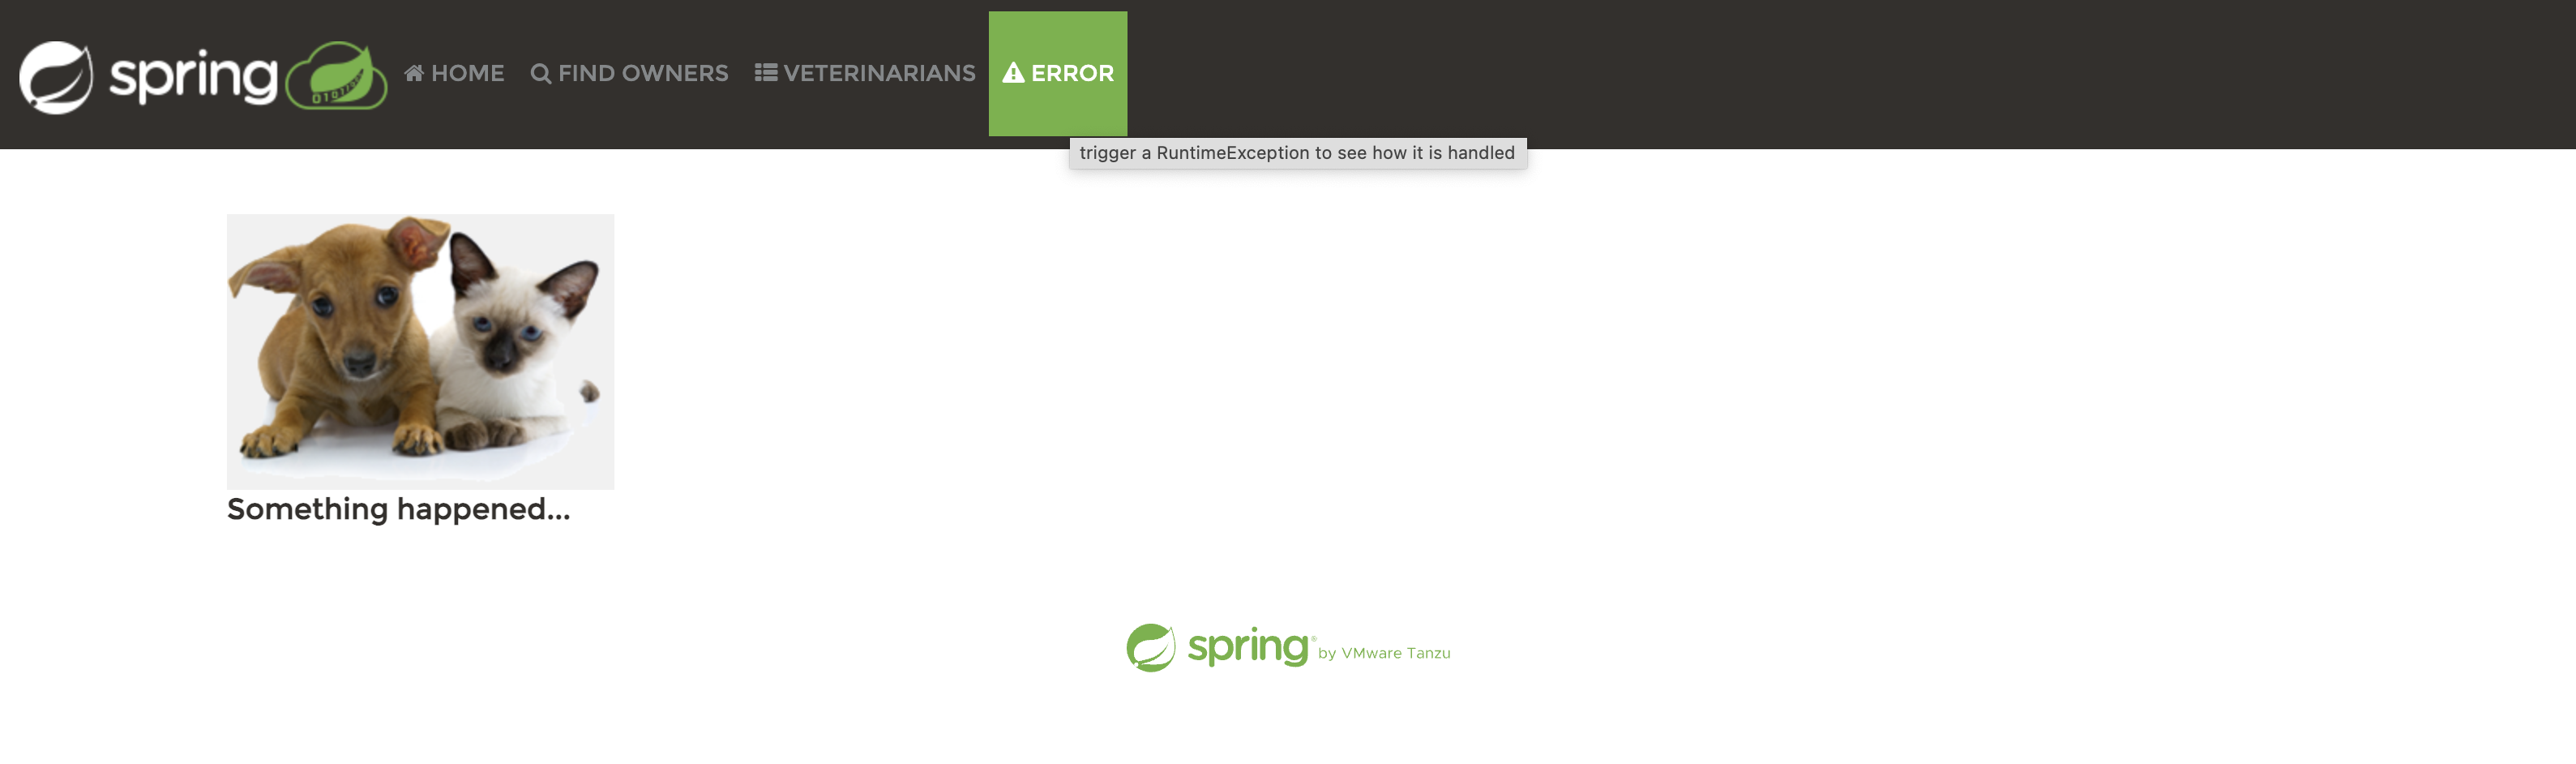 spring
HOME
FIND OWNERS
VETERINARIANS
ERROR
trigger a RuntimeException to see how it is handled
Something happened...
spring® by VMware Tanzu